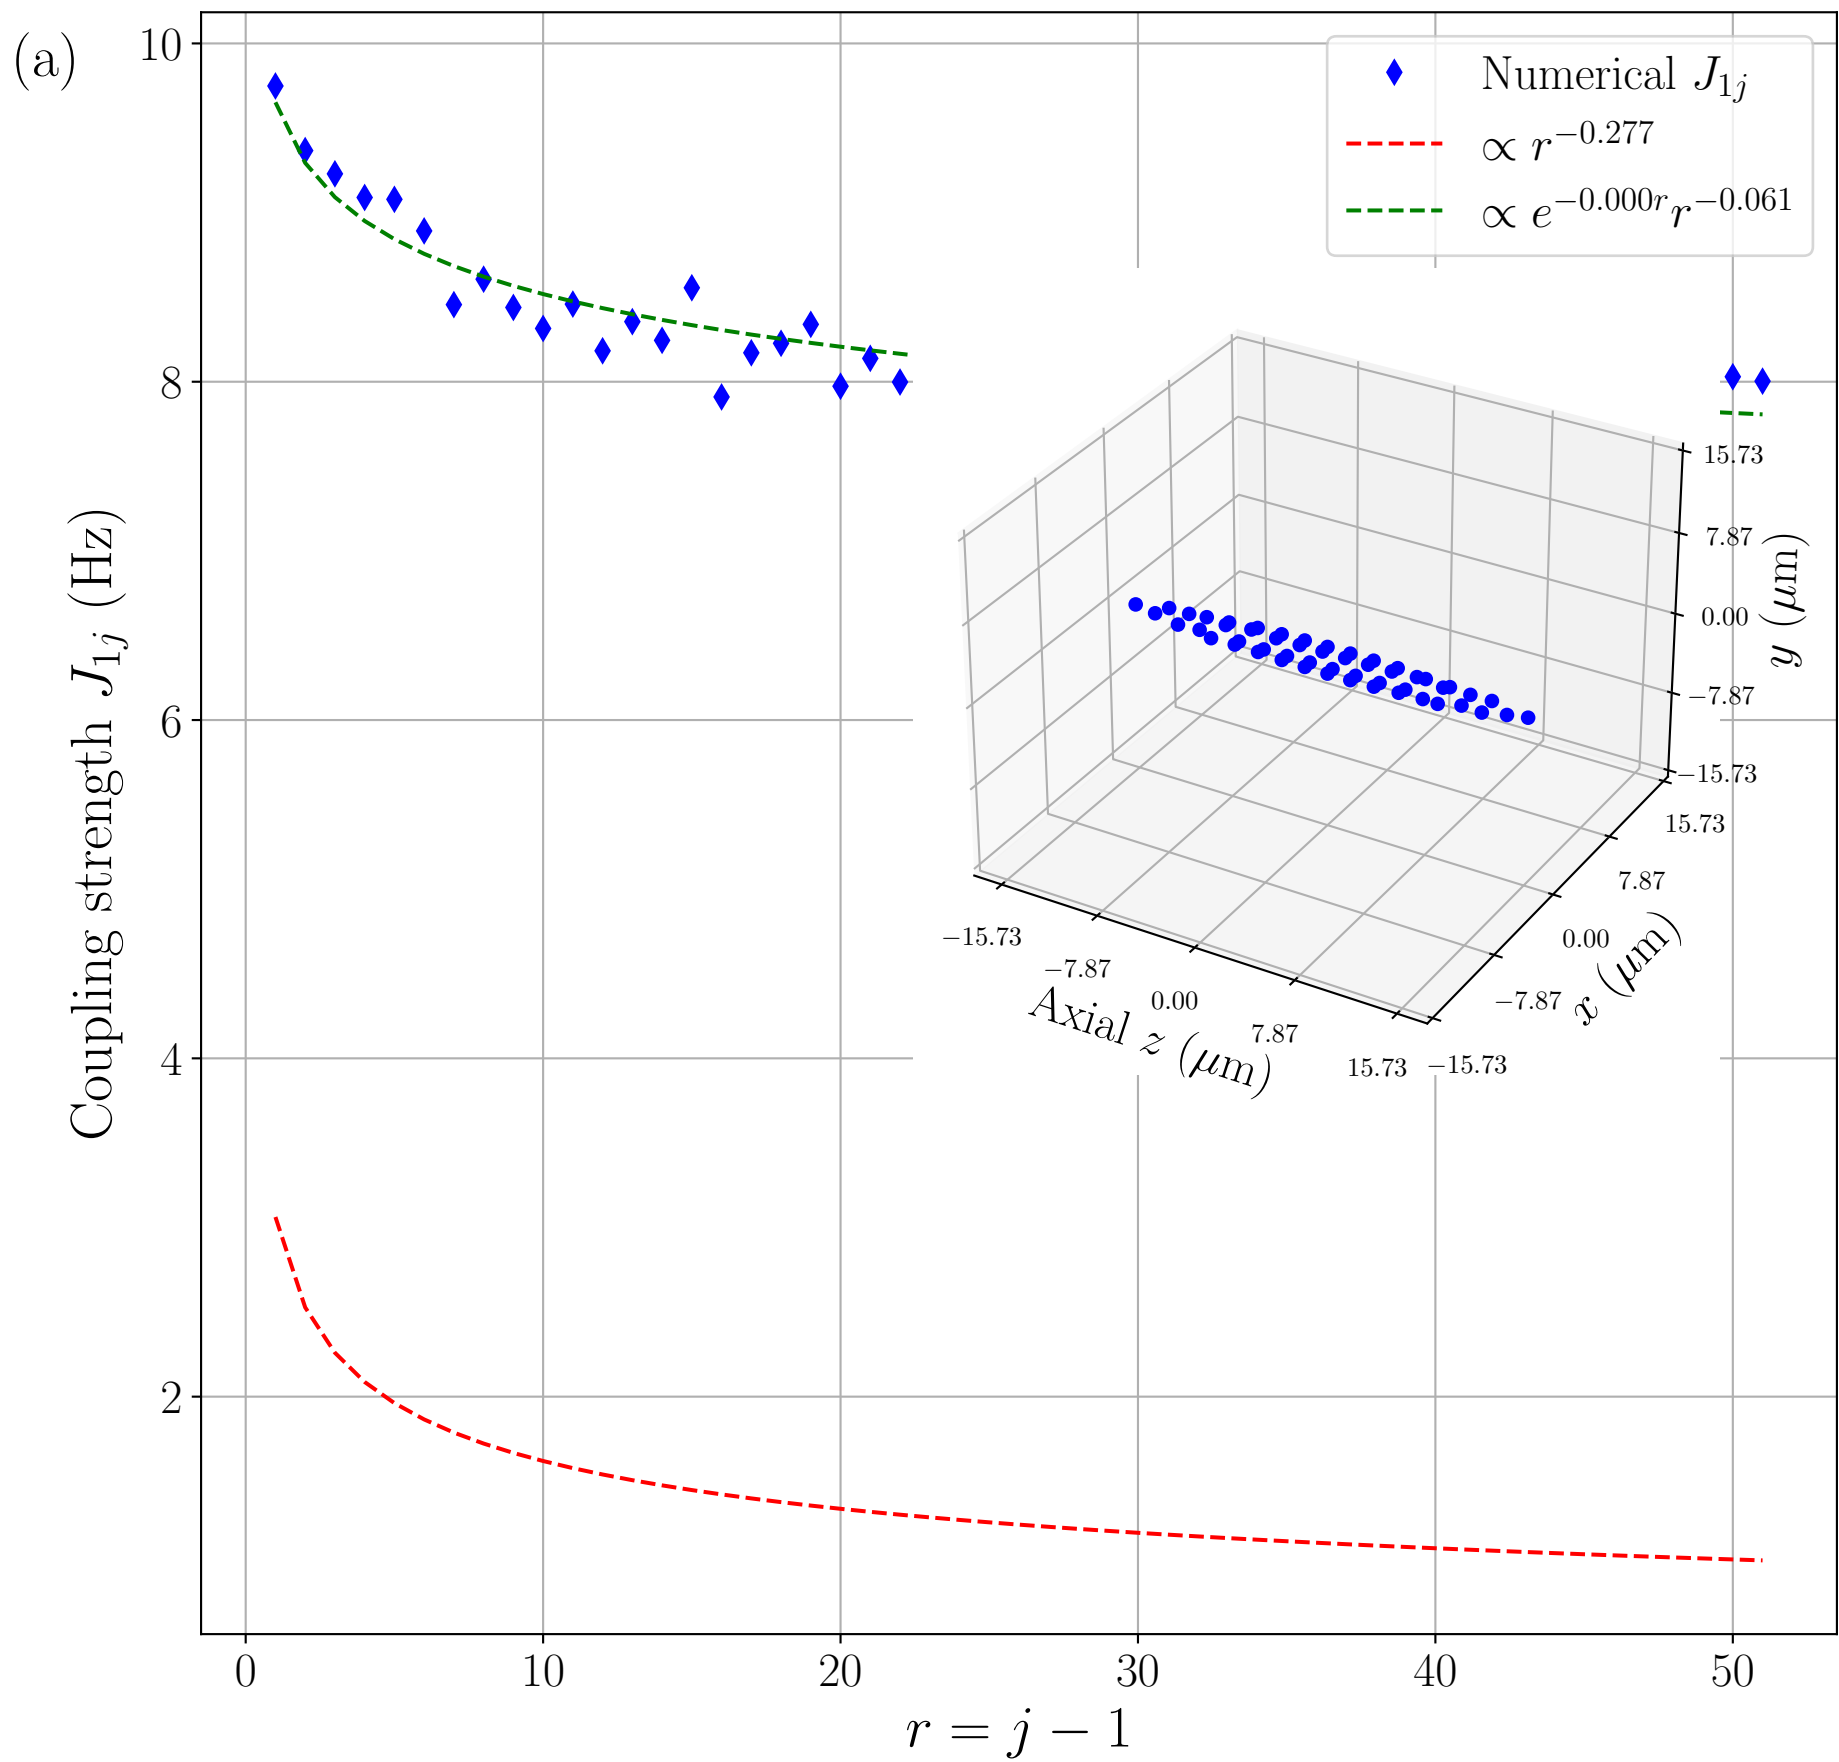 (a)
Numerical J₁ⱼ
∝ r^−0.277
∝ e^−0.000r r^−0.061
10
8
6
4
2
Coupling strength J₁ⱼ (Hz)
0
10
20
30
40
50
r = j − 1
15.73
7.87
0.00
−7.87
−15.73
y (μm)
15.73
7.87
0.00
−7.87
−15.73
x (μm)
−15.73
−7.87
0.00
7.87
15.73
Axial z (μm)